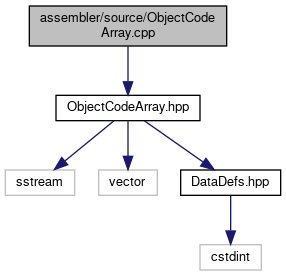 assembler/source/ObjectCode
Array.cpp
ObjectCodeArray.hpp
sstream
vector
DataDefs.hpp
cstdint